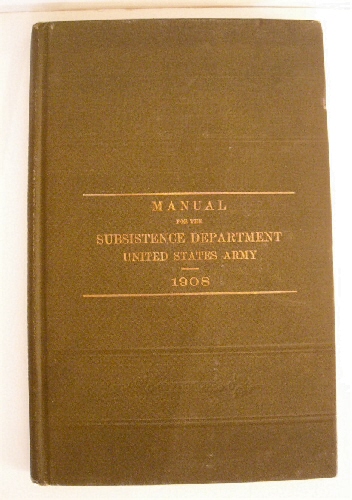 MANUAL
FOR THE
SUBSISTENCE DEPARTMENT
UNITED STATES ARMY
1908